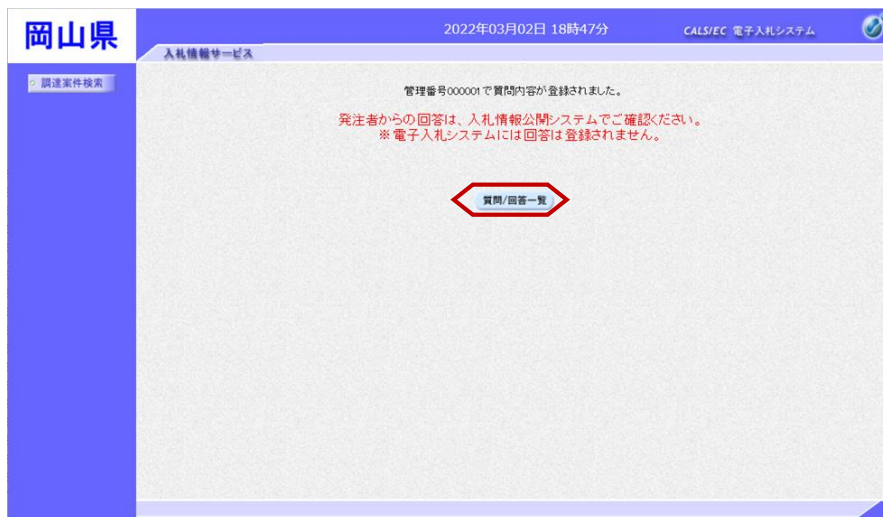 岡山県
2022年03月02日 18時47分
CALS/EC 電子入札システム
入札情報サービス
調達案件検索
管理番号000001で質問内容が登録されました。
発注者からの回答は、入札情報公開システムでご確認ください。
※電子入札システムには回答は登録されません。
質問/回答一覧